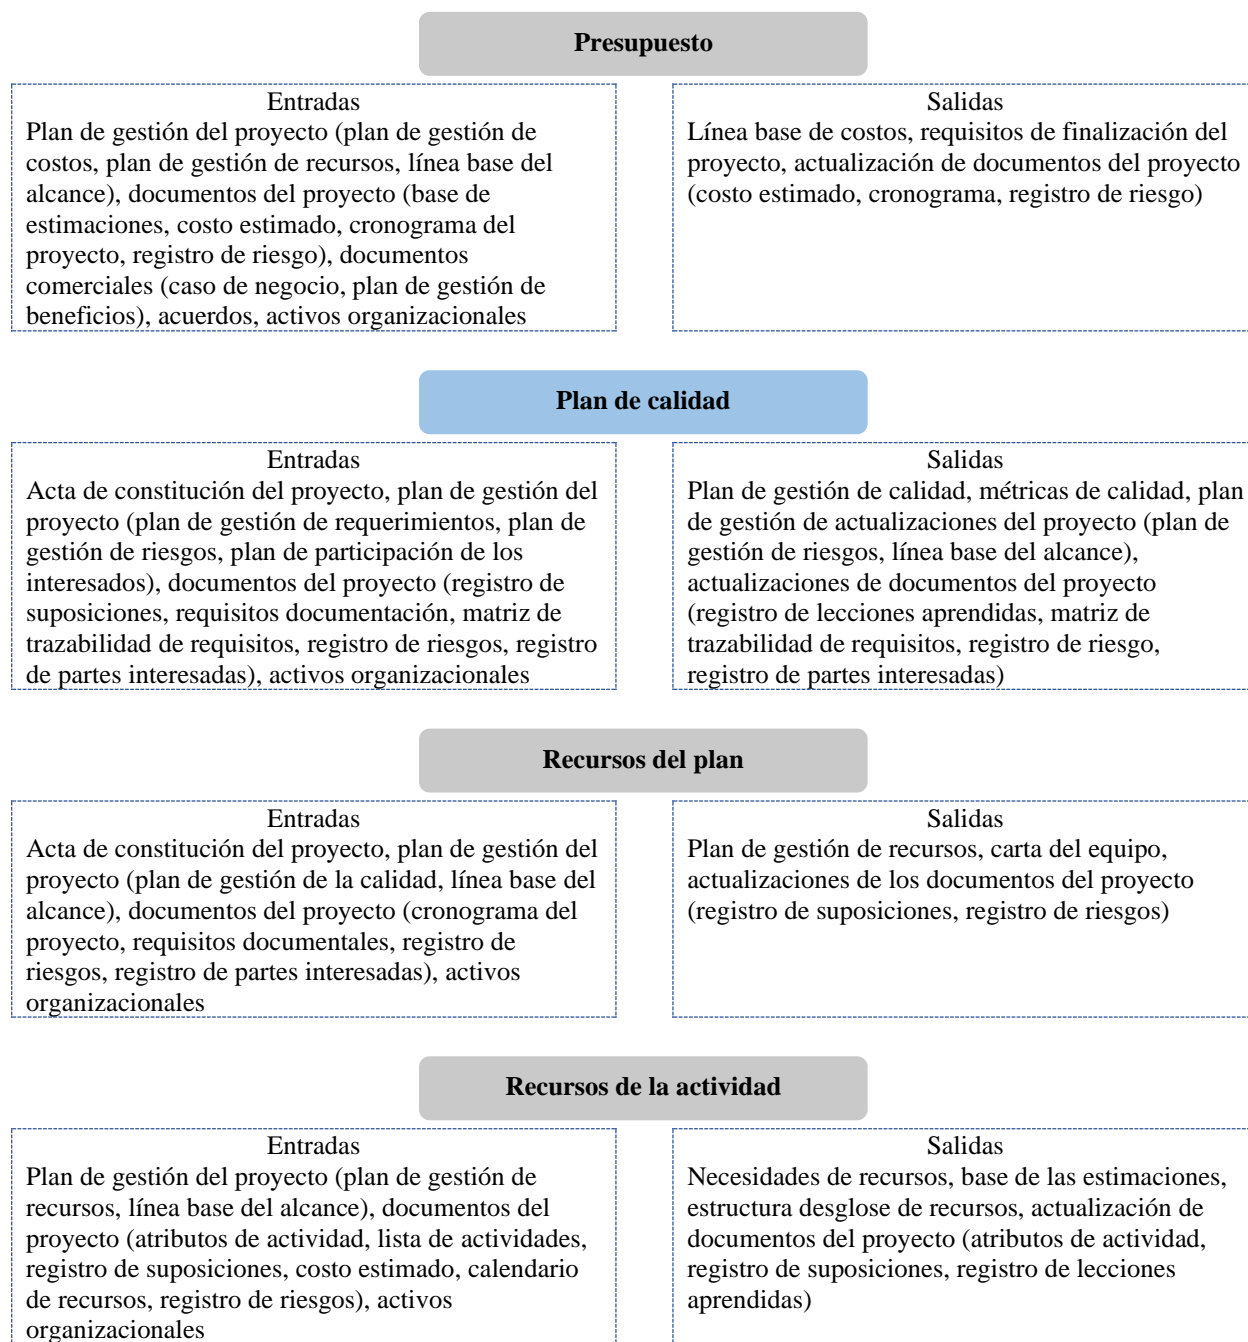 Presupuesto
Entradas
Plan de gestión del proyecto (plan de gestión de
costos, plan de gestión de recursos, línea base del
alcance), documentos del proyecto (base de
estimaciones, costo estimado, cronograma del
proyecto, registro de riesgo), documentos
comerciales (caso de negocio, plan de gestión de
beneficios), acuerdos, activos organizacionales
Salidas
Línea base de costos, requisitos de finalización del
proyecto, actualización de documentos del proyecto
(costo estimado, cronograma, registro de riesgo)
Plan de calidad
Entradas
Acta de constitución del proyecto, plan de gestión del
proyecto (plan de gestión de requerimientos, plan de
gestión de riesgos, plan de participación de los
interesados), documentos del proyecto (registro de
suposiciones, requisitos documentación, matriz de
trazabilidad de requisitos, registro de riesgos, registro
de partes interesadas), activos organizacionales
Salidas
Plan de gestión de calidad, métricas de calidad, plan
de gestión de actualizaciones del proyecto (plan de
gestión de riesgos, línea base del alcance),
actualizaciones de documentos del proyecto
(registro de lecciones aprendidas, matriz de
trazabilidad de requisitos, registro de riesgo,
registro de partes interesadas)
Recursos del plan
Entradas
Acta de constitución del proyecto, plan de gestión del
proyecto (plan de gestión de la calidad, línea base del
alcance), documentos del proyecto (cronograma del
proyecto, requisitos documentales, registro de
riesgos, registro de partes interesadas), activos
organizacionales
Salidas
Plan de gestión de recursos, carta del equipo,
actualizaciones de los documentos del proyecto
(registro de suposiciones, registro de riesgos)
Recursos de la actividad
Entradas
Plan de gestión del proyecto (plan de gestión de
recursos, línea base del alcance), documentos del
proyecto (atributos de actividad, lista de actividades,
registro de suposiciones, costo estimado, calendario
de recursos, registro de riesgos), activos
organizacionales
Salidas
Necesidades de recursos, base de las estimaciones,
estructura desglose de recursos, actualización de
documentos del proyecto (atributos de actividad,
registro de suposiciones, registro de lecciones
aprendidas)